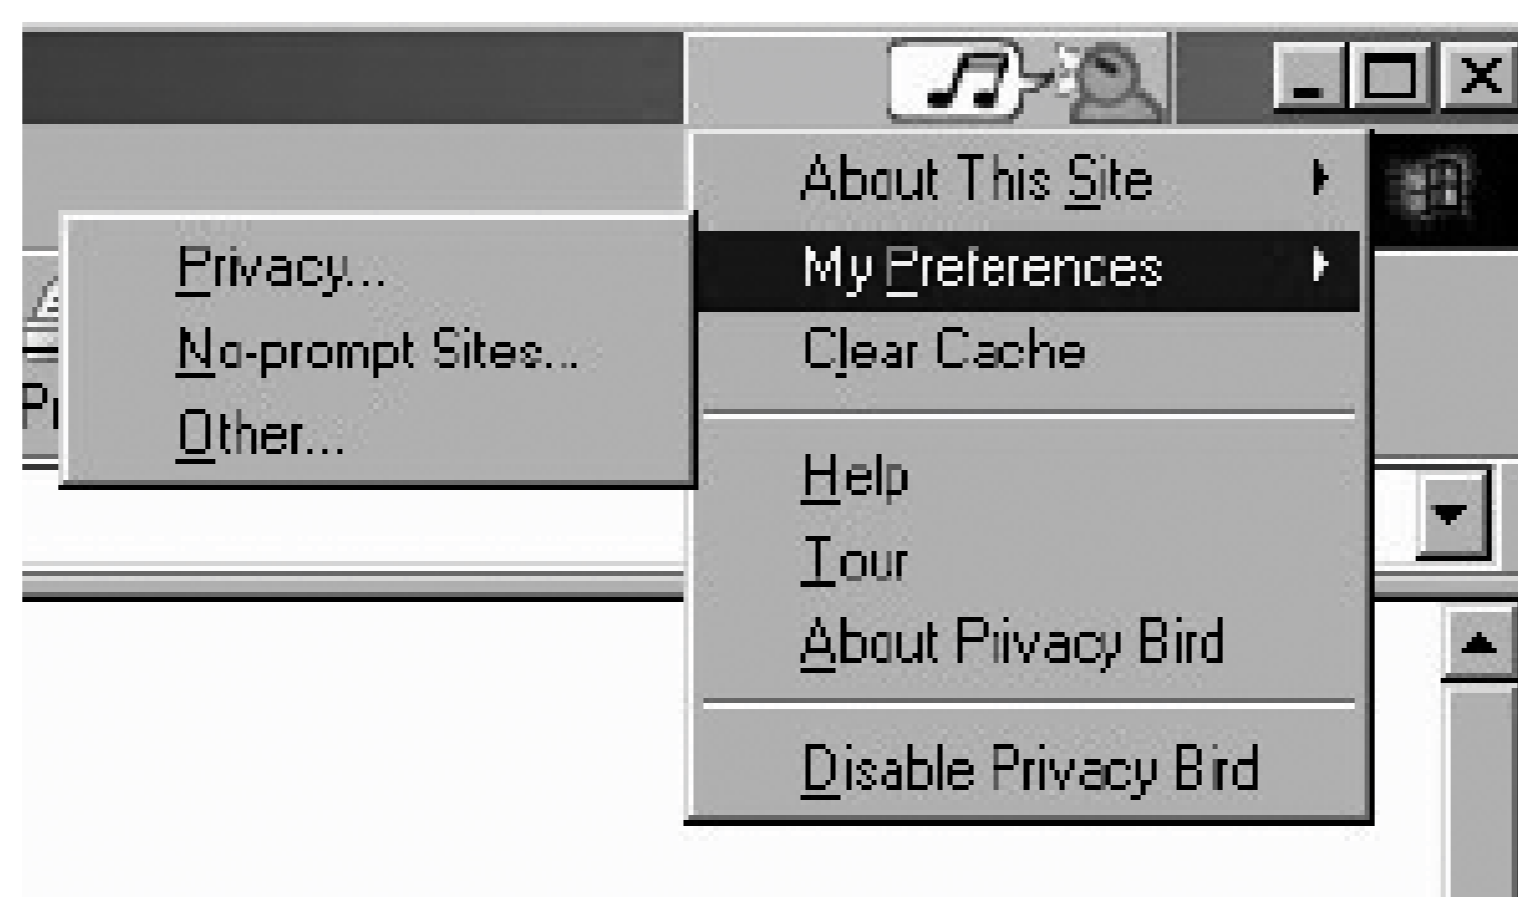 About This Site
My Preferences
Clear Cache
Help
Tour
About Privacy Bird
Disable Privacy Bird
Privacy...
No-prompt Sites...
Other...